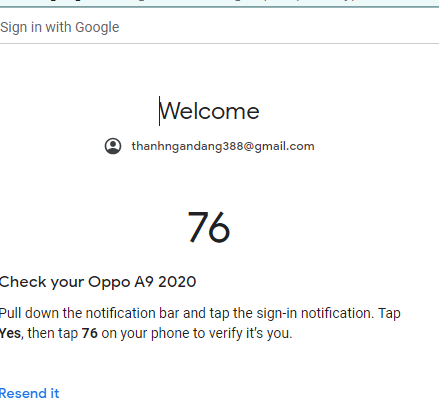 Sign in with Google
Welcome
thanhngandang388@gmail.com
76
Check your Oppo A9 2020
Pull down the notification bar and tap the sign-in notification. Tap
Yes, then tap 76 on your phone to verify it's you.
Resend it